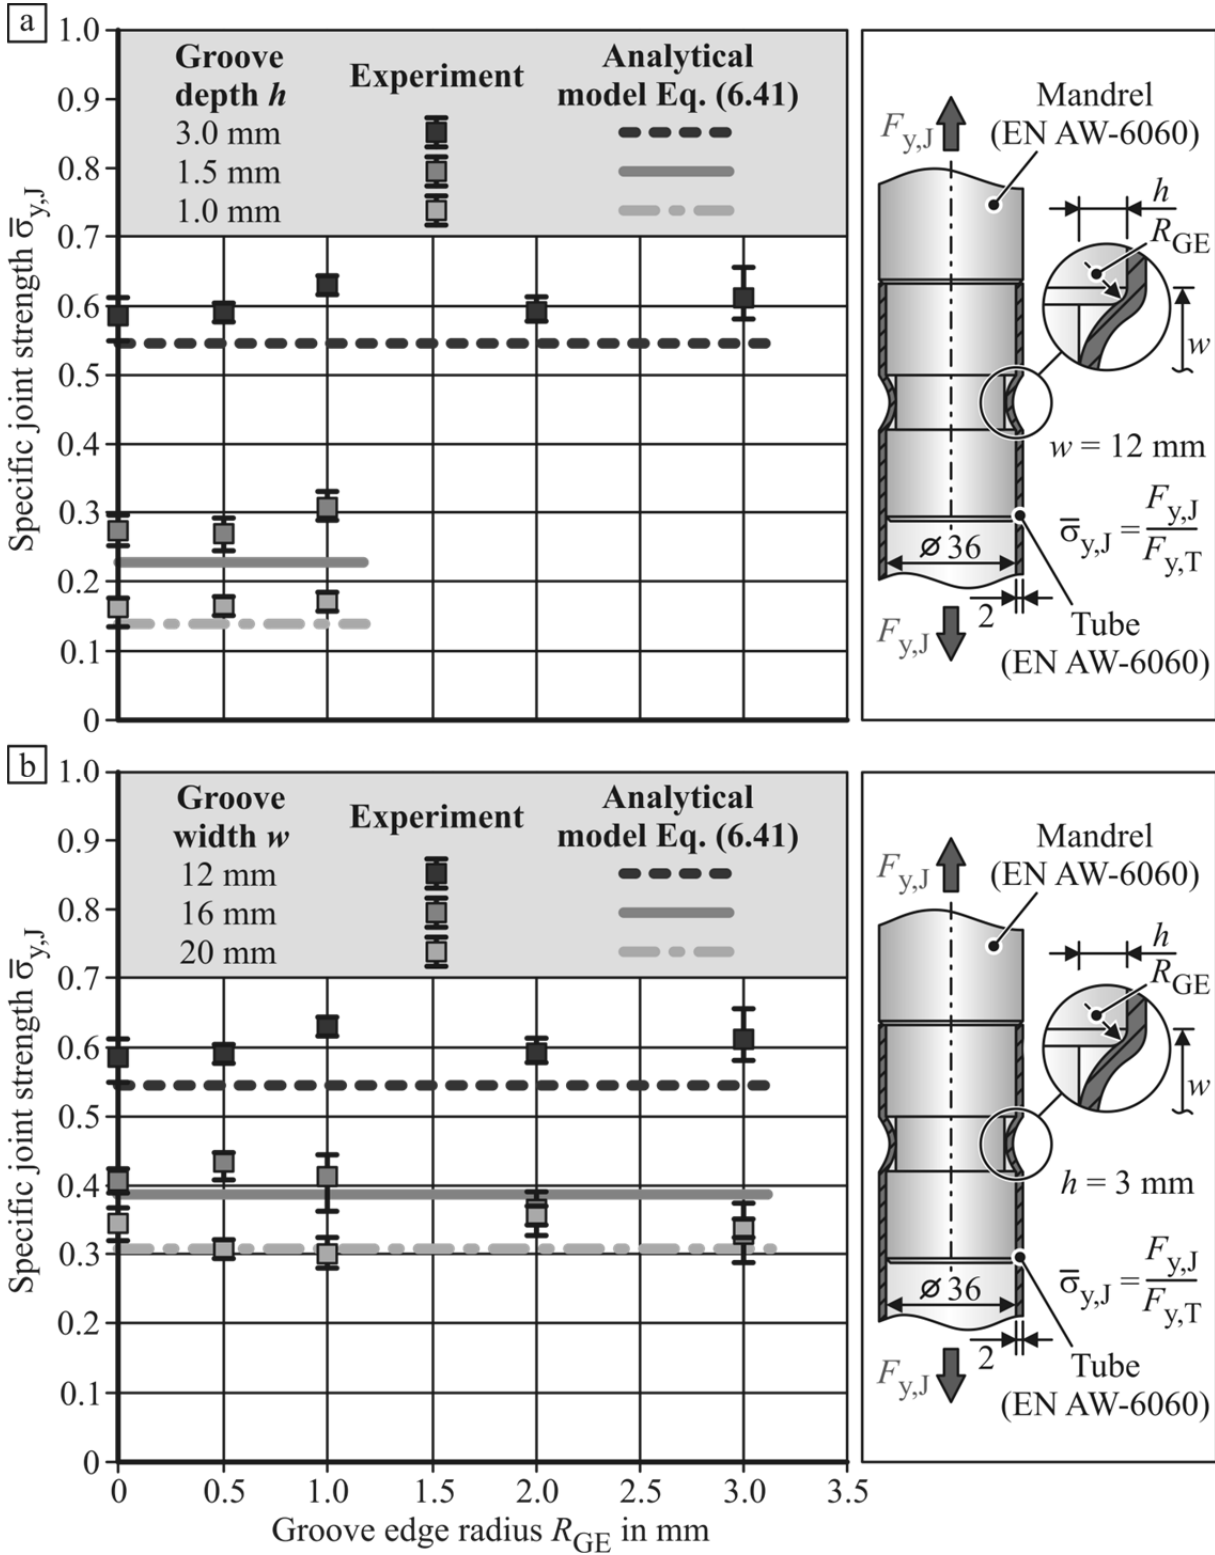 a
Specific joint strength σ̅y,J
1.0
0.9
0.8
0.7
0.6
0.5
0.4
0.3
0.2
0.1
0
Groove depth h
Experiment
Analytical model Eq. (6.41)
3.0 mm
1.5 mm
1.0 mm
Fy,J
Mandrel
(EN AW-6060)
h
RGE
w
w = 12 mm
σ̅y,J = Fy,J / Fy,T
⌀ 36
2
Fy,J
Tube
(EN AW-6060)
b
Specific joint strength σ̅y,J
1.0
0.9
0.8
0.7
0.6
0.5
0.4
0.3
0.2
0.1
0
Groove width w
Experiment
Analytical model Eq. (6.41)
12 mm
16 mm
20 mm
0 0.5 1.0 1.5 2.0 2.5 3.0 3.5
Groove edge radius RGE in mm
Fy,J
Mandrel
(EN AW-6060)
h
RGE
w
h = 3 mm
σ̅y,J = Fy,J / Fy,T
⌀ 36
2
Fy,J
Tube
(EN AW-6060)